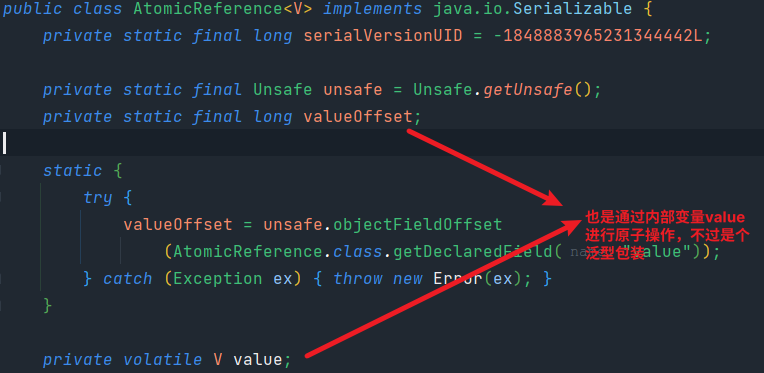 public class AtomicReference<V> implements java.io.Serializable {
private static final long serialVersionUID = -1848883965231344442L;
private static final Unsafe unsafe = Unsafe.getUnsafe();
private static final long valueOffset;
static {
try {
valueOffset = unsafe.objectFieldOffset
(AtomicReference.class.getDeclaredField( "value"));
} catch (Exception ex) { throw new Error(ex); }
}
private volatile V value;
也是通过内部变量value
进行原子操作，不过是个
泛型包装